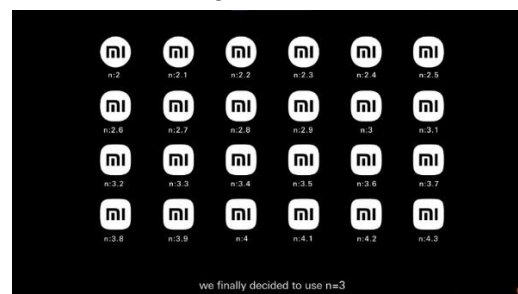 mi mi mi mi mi mi
n:2 n:2.1 n:2.2 n:2.3 n:2.4 n:2.5
mi mi mi mi mi mi
n:2.6 n:2.7 n:2.8 n:2.9 n:3 n:3.1
mi mi mi mi mi mi
n:3.2 n:3.3 n:3.4 n:3.5 n:3.6 n:3.7
mi mi mi mi mi mi
n:3.8 n:3.9 n:4 n:4.1 n:4.2 n:4.3
we finally decided to use n=3